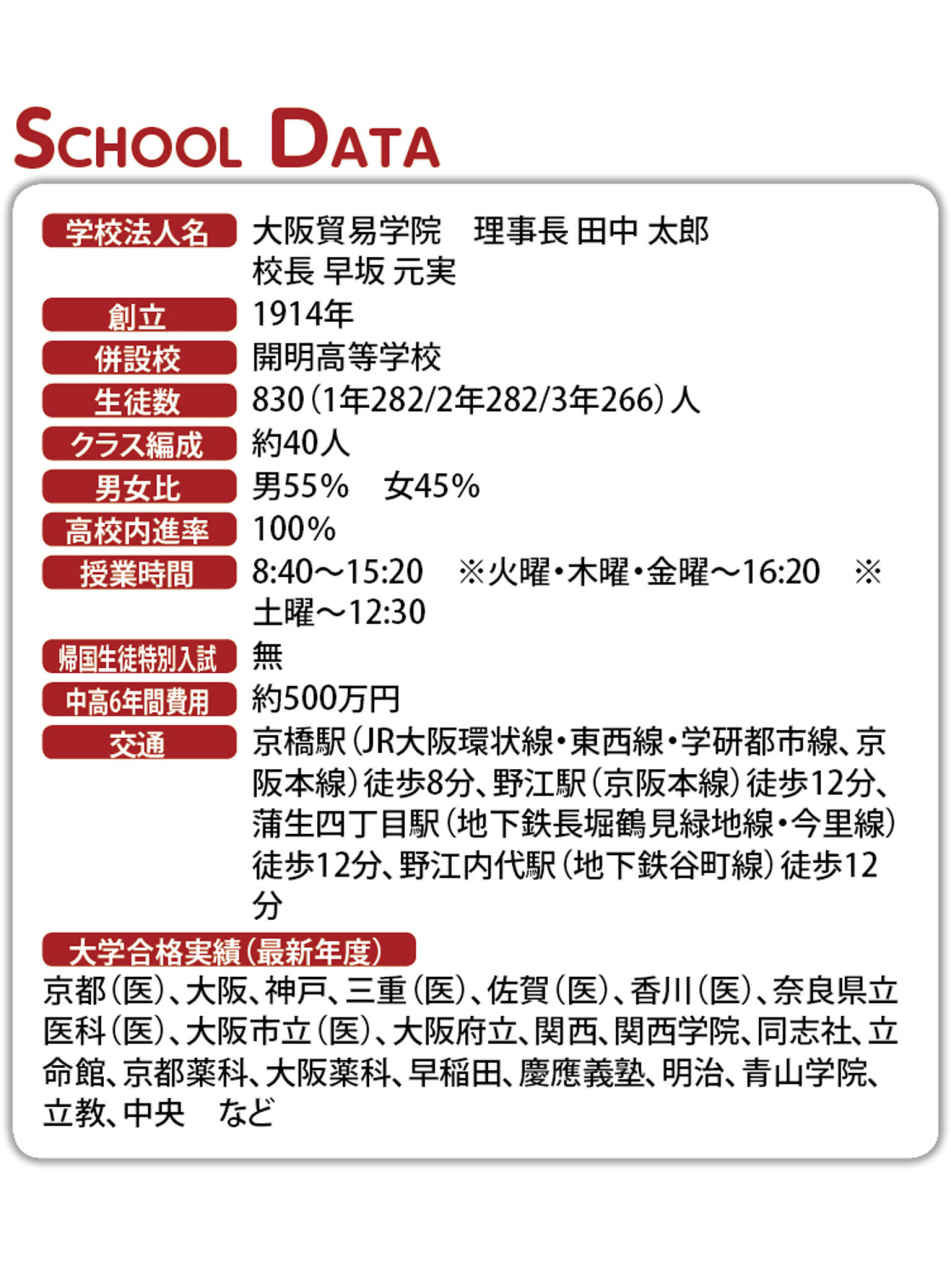 SCHOOL DATA
学校法人名 大阪貿易学院　理事長 田中 太郎
校長 早坂 元実
創立 1914年
併設校 開明高等学校
生徒数 830（1年282/2年282/3年266）人
クラス編成 約40人
男女比 男55%　女45%
高校内進率 100%
授業時間 8:40〜15:20　※火曜・木曜・金曜〜16:20　※
土曜〜12:30
帰国生徒特別入試 無
中高6年間費用 約500万円
交通 京橋駅（JR大阪環状線・東西線・学研都市線、京
阪本線）徒歩8分、野江駅（京阪本線）徒歩12分、
蒲生四丁目駅（地下鉄長堀鶴見緑地線・今里線）
徒歩12分、野江内代駅（地下鉄谷町線）徒歩12
分
大学合格実績（最新年度）
京都（医）、大阪、神戸、三重（医）、佐賀（医）、香川（医）、奈良県立
医科（医）、大阪市立（医）、大阪府立、関西、関西学院、同志社、立
命館、京都薬科、大阪薬科、早稲田、慶應義塾、明治、青山学院、
立教、中央　など